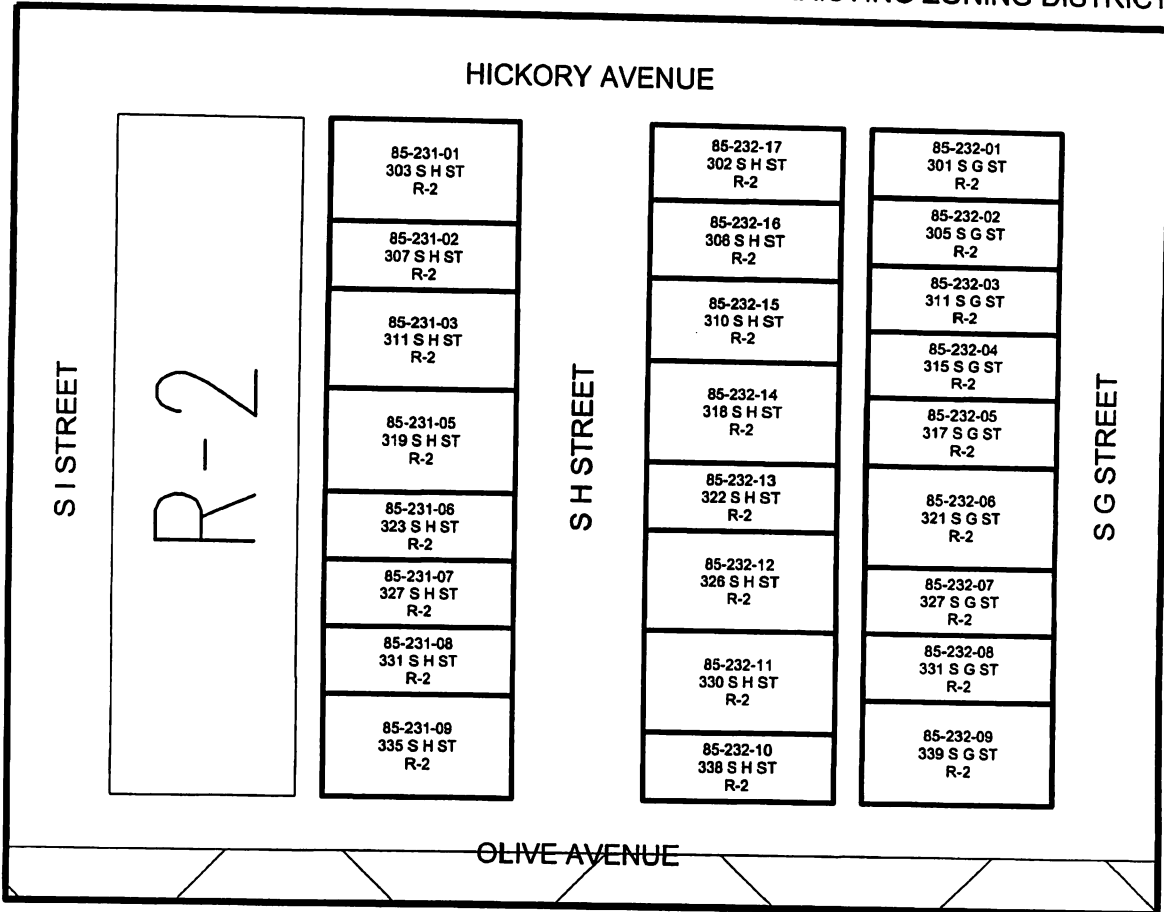 ZONING DISTRICT
HICKORY AVENUE
S I STREET
R-2
85-231-01
303 S H ST
R-2
85-231-02
307 S H ST
R-2
85-231-03
311 S H ST
R-2
85-231-05
319 S H ST
R-2
85-231-06
323 S H ST
R-2
85-231-07
327 S H ST
R-2
85-231-08
331 S H ST
R-2
85-231-09
335 S H ST
R-2
S H STREET
85-232-17
302 S H ST
R-2
85-232-16
306 S H ST
R-2
85-232-15
310 S H ST
R-2
85-232-14
318 S H ST
R-2
85-232-13
322 S H ST
R-2
85-232-12
326 S H ST
R-2
85-232-11
330 S H ST
R-2
85-232-10
338 S H ST
R-2
85-232-01
301 S G ST
R-2
85-232-02
305 S G ST
R-2
85-232-03
311 S G ST
R-2
85-232-04
315 S G ST
R-2
85-232-05
317 S G ST
R-2
85-232-06
321 S G ST
R-2
85-232-07
327 S G ST
R-2
85-232-08
331 S G ST
R-2
85-232-09
339 S G ST
R-2
S G STREET
OLIVE AVENUE